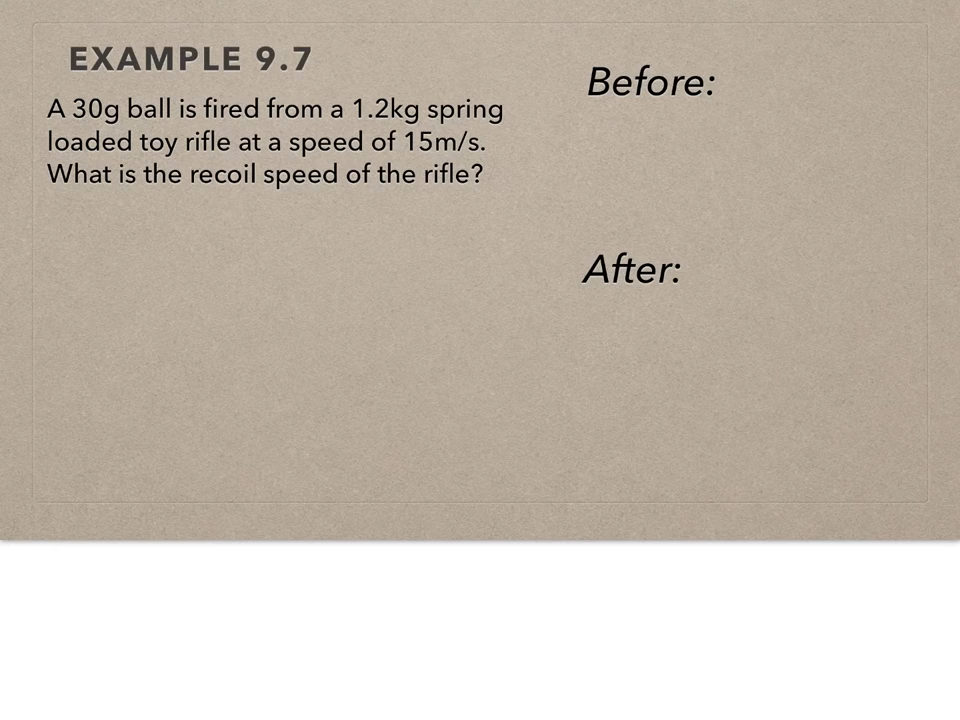 EXAMPLE 9.7
A 30g ball is fired from a 1.2kg spring
loaded toy rifle at a speed of 15m/s.
What is the recoil speed of the rifle?
Before:
After: